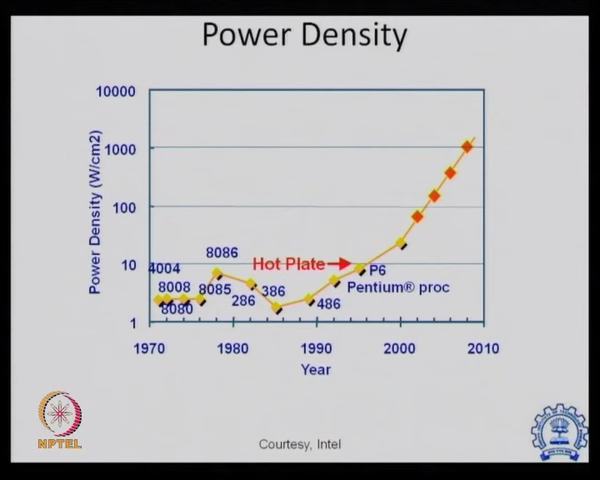 Power Density
10000
1000
100
10
1
Power Density (W/cm2)
4004
8008
8080
8085
8086
286
386
486
Hot Plate
P6
Pentium® proc
1970
1980
1990
2000
2010
Year
Courtesy, Intel
NPTEL